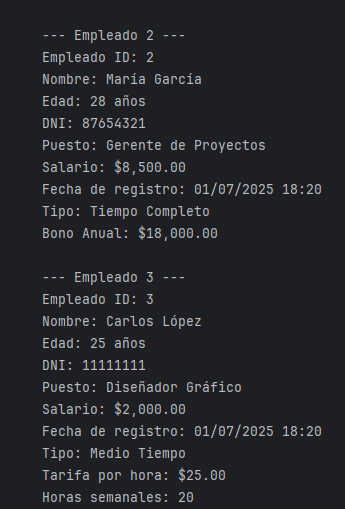 --- Empleado 2 ---
Empleado ID: 2
Nombre: María García
Edad: 28 años
DNI: 87654321
Puesto: Gerente de Proyectos
Salario: $8,500.00
Fecha de registro: 01/07/2025 18:20
Tipo: Tiempo Completo
Bono Anual: $18,000.00
--- Empleado 3 ---
Empleado ID: 3
Nombre: Carlos López
Edad: 25 años
DNI: 11111111
Puesto: Diseñador Gráfico
Salario: $2,000.00
Fecha de registro: 01/07/2025 18:20
Tipo: Medio Tiempo
Tarifa por hora: $25.00
Horas semanales: 20